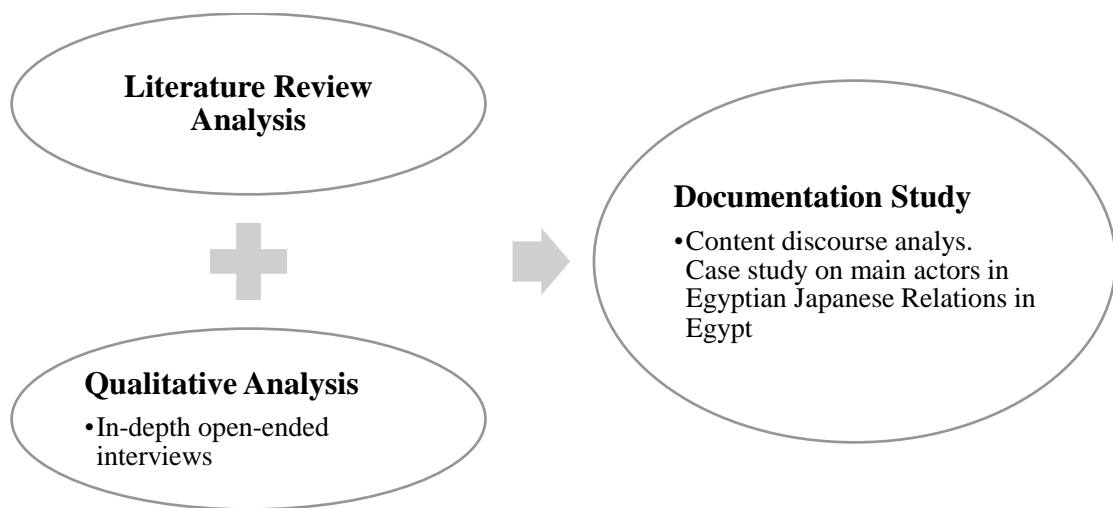 Literature Review
Analysis
Qualitative Analysis
•In-depth open-ended
interviews
Documentation Study
•Content discourse analys.
Case study on main actors in
Egyptian Japanese Relations in
Egypt